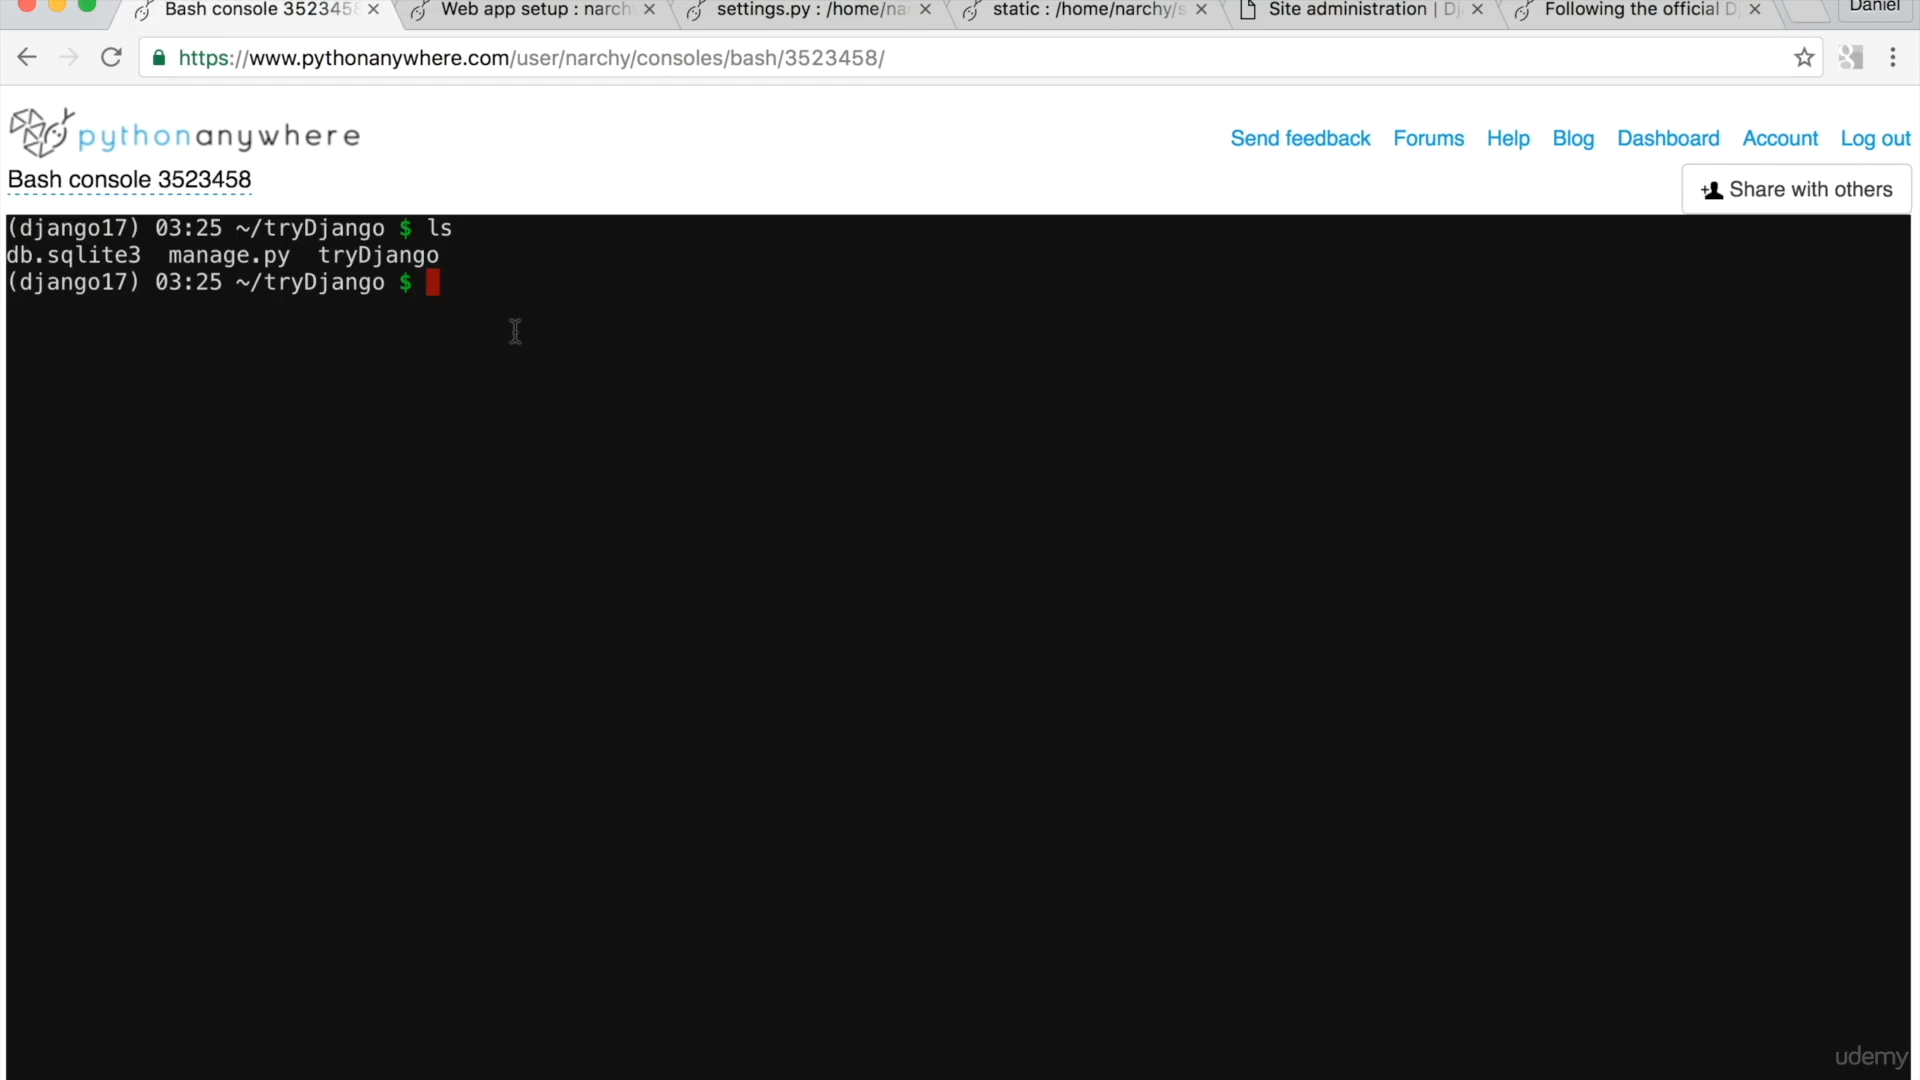 Bash console 352345
Web app setup : narch
settings.py : /home/na
static : /home/narchy/s
Site administration | Dj
Following the official D
Daniel
https://www.pythonanywhere.com/user/narchy/consoles/bash/3523458/
pythonanywhere
Send feedback Forums Help Blog Dashboard Account Log out
Bash console 3523458
Share with others
(django17) 03:25 ~/tryDjango $ ls
db.sqlite3 manage.py tryDjango
(django17) 03:25 ~/tryDjango $
udemy